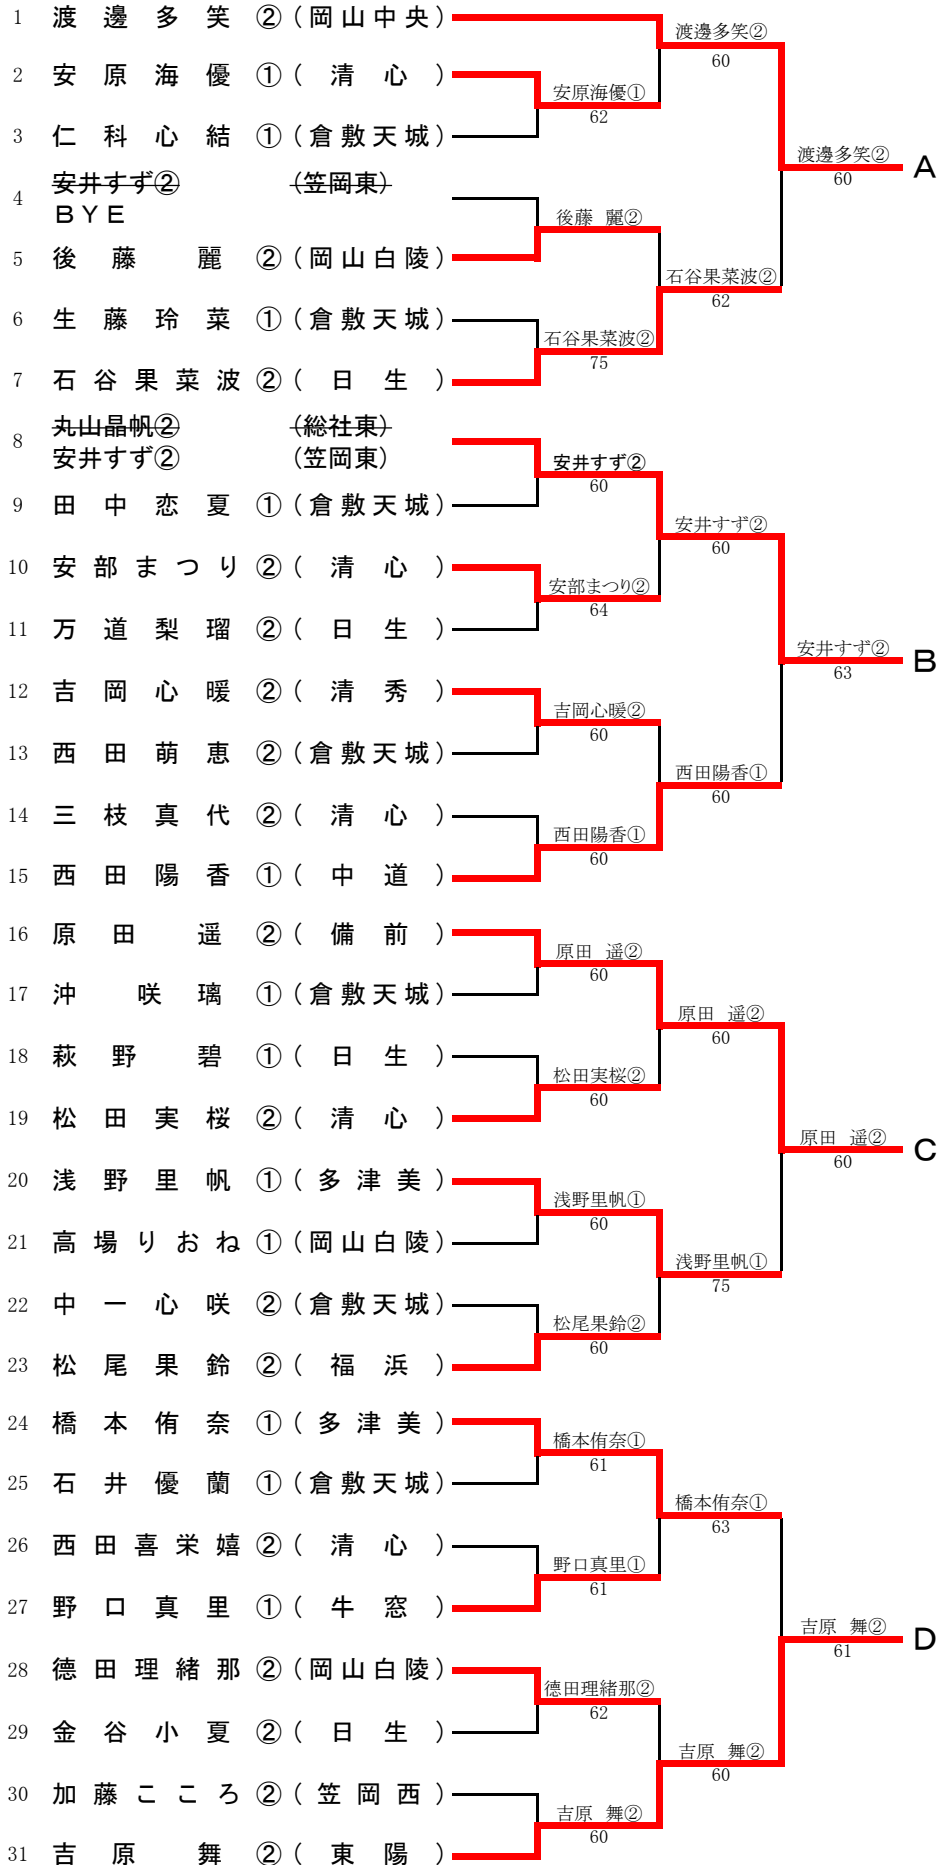 1 渡邊多笑②(岡山中央)
渡邊多笑②
60
2 安原海優①(清心)
安原海優①
62
3 仁科心結①(倉敷天城)
渡邊多笑② A
60
4 安井すず② (笠岡東)
BYE
後藤 麗②
5 後藤 麗②(岡山白陵)
石谷果菜波②
62
6 生藤玲菜①(倉敷天城)
石谷果菜波②
75
7 石谷果菜波②(日生)
8 丸山晶帆② (総社東)
安井すず② (笠岡東)
安井すず②
60
9 田中恋夏①(倉敷天城)
安井すず②
60
10 安部まつり②(清心)
安部まつり②
64
11 万道梨瑠②(日生)
安井すず② B
63
12 吉岡心暖②(清秀)
吉岡心暖②
60
13 西田萌恵②(倉敷天城)
西田陽香①
60
14 三枝真代②(清心)
西田陽香①
60
15 西田陽香①(中道)
16 原田 遥②(備前)
原田 遥②
60
17 沖 咲璃①(倉敷天城)
原田 遥②
60
18 萩野 碧①(日生)
松田実桜②
60
19 松田実桜②(清心)
原田 遥② C
60
20 浅野里帆①(多津美)
浅野里帆①
60
21 高場りおね①(岡山白陵)
浅野里帆①
75
22 中一心咲②(倉敷天城)
松尾果鈴②
60
23 松尾果鈴②(福浜)
24 橋本侑奈①(多津美)
橋本侑奈①
61
25 石井優蘭①(倉敷天城)
橋本侑奈①
63
26 西田喜栄嬉②(清心)
野口真里①
61
27 野口真里①(牛窓)
吉原 舞② D
61
28 德田理緒那②(岡山白陵)
德田理緒那②
62
29 金谷小夏②(日生)
吉原 舞②
60
30 加藤こころ②(笠岡西)
吉原 舞②
60
31 吉原 舞②(東陽)